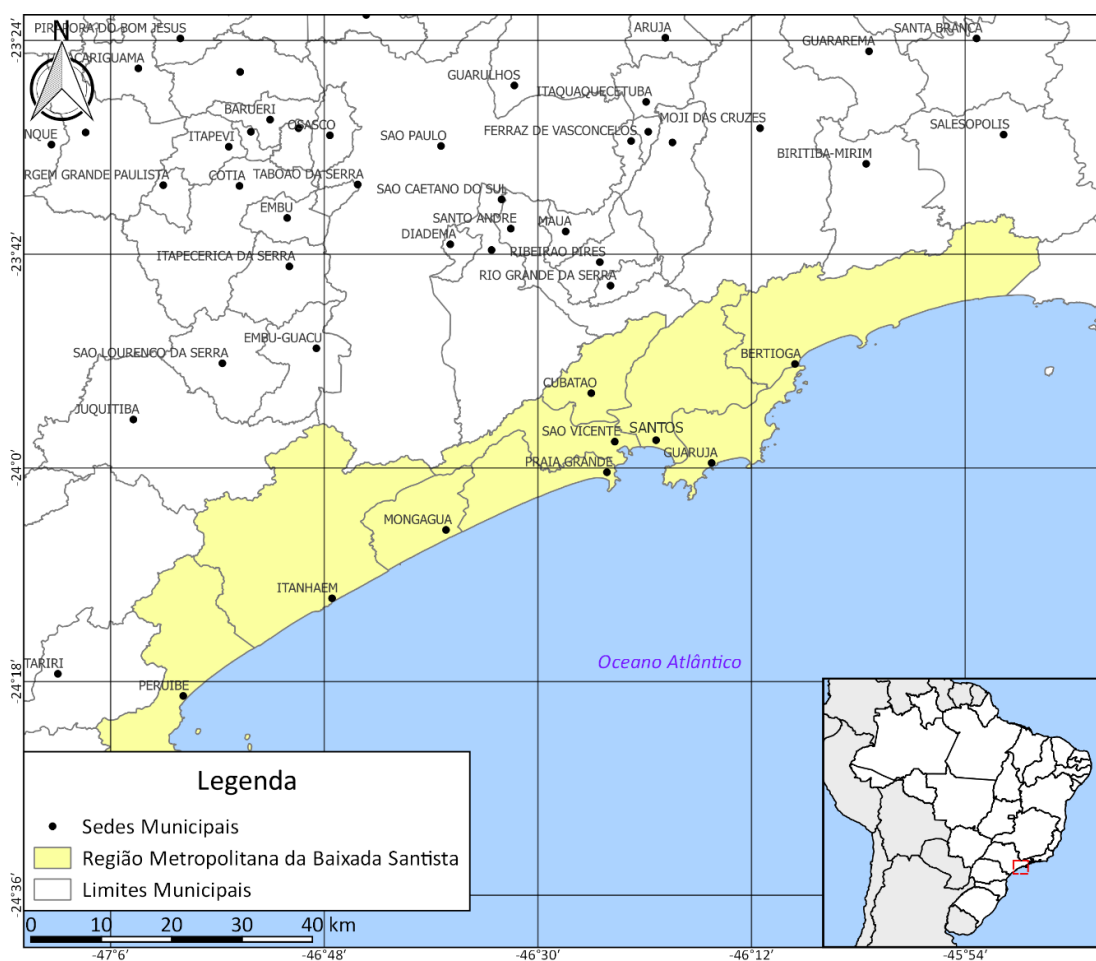 23°24'
PIRAPORA DO BOM JESUS
ARUJA
SANTA BRANCA
GUARAREMA
N
GUARULHOS
ITAQUAQUECETUBA
BARUERI
OSASCO
SAO PAULO
FERRAZ DE VASCONCELOS
MOJI DAS CRUZES
SALESOPOLIS
NQUE
ITAPEVI
BIRITIBA-MIRIM
RGEM GRANDE PAULISTA
COTIA
TABOAO DA SERRA
SAO CAETANO DO SUL
EMBU
SANTO ANDRE
MAUA
DIADEMA
23°42'
ITAPECERICA DA SERRA
RIBEIRAO PIRES
RIO GRANDE DA SERRA
EMBU-GUACU
SAO LOURENCO DA SERRA
BERTIOGA
CUBATAO
JUQUITIBA
SAO VICENTE
SANTOS
GUARUJA
-24°0'
PRAIA GRANDE
MONGAGUA
ITANHAEM
Oceano Atlântico
TARIRI
-24°18'
PERUIBE
Legenda
Sedes Municipais
Região Metropolitana da Baixada Santista
Limites Municipais
-24°36'
0 10 20 30 40 km
-47°6' -46°48' -46°30' -46°12' -45°54'